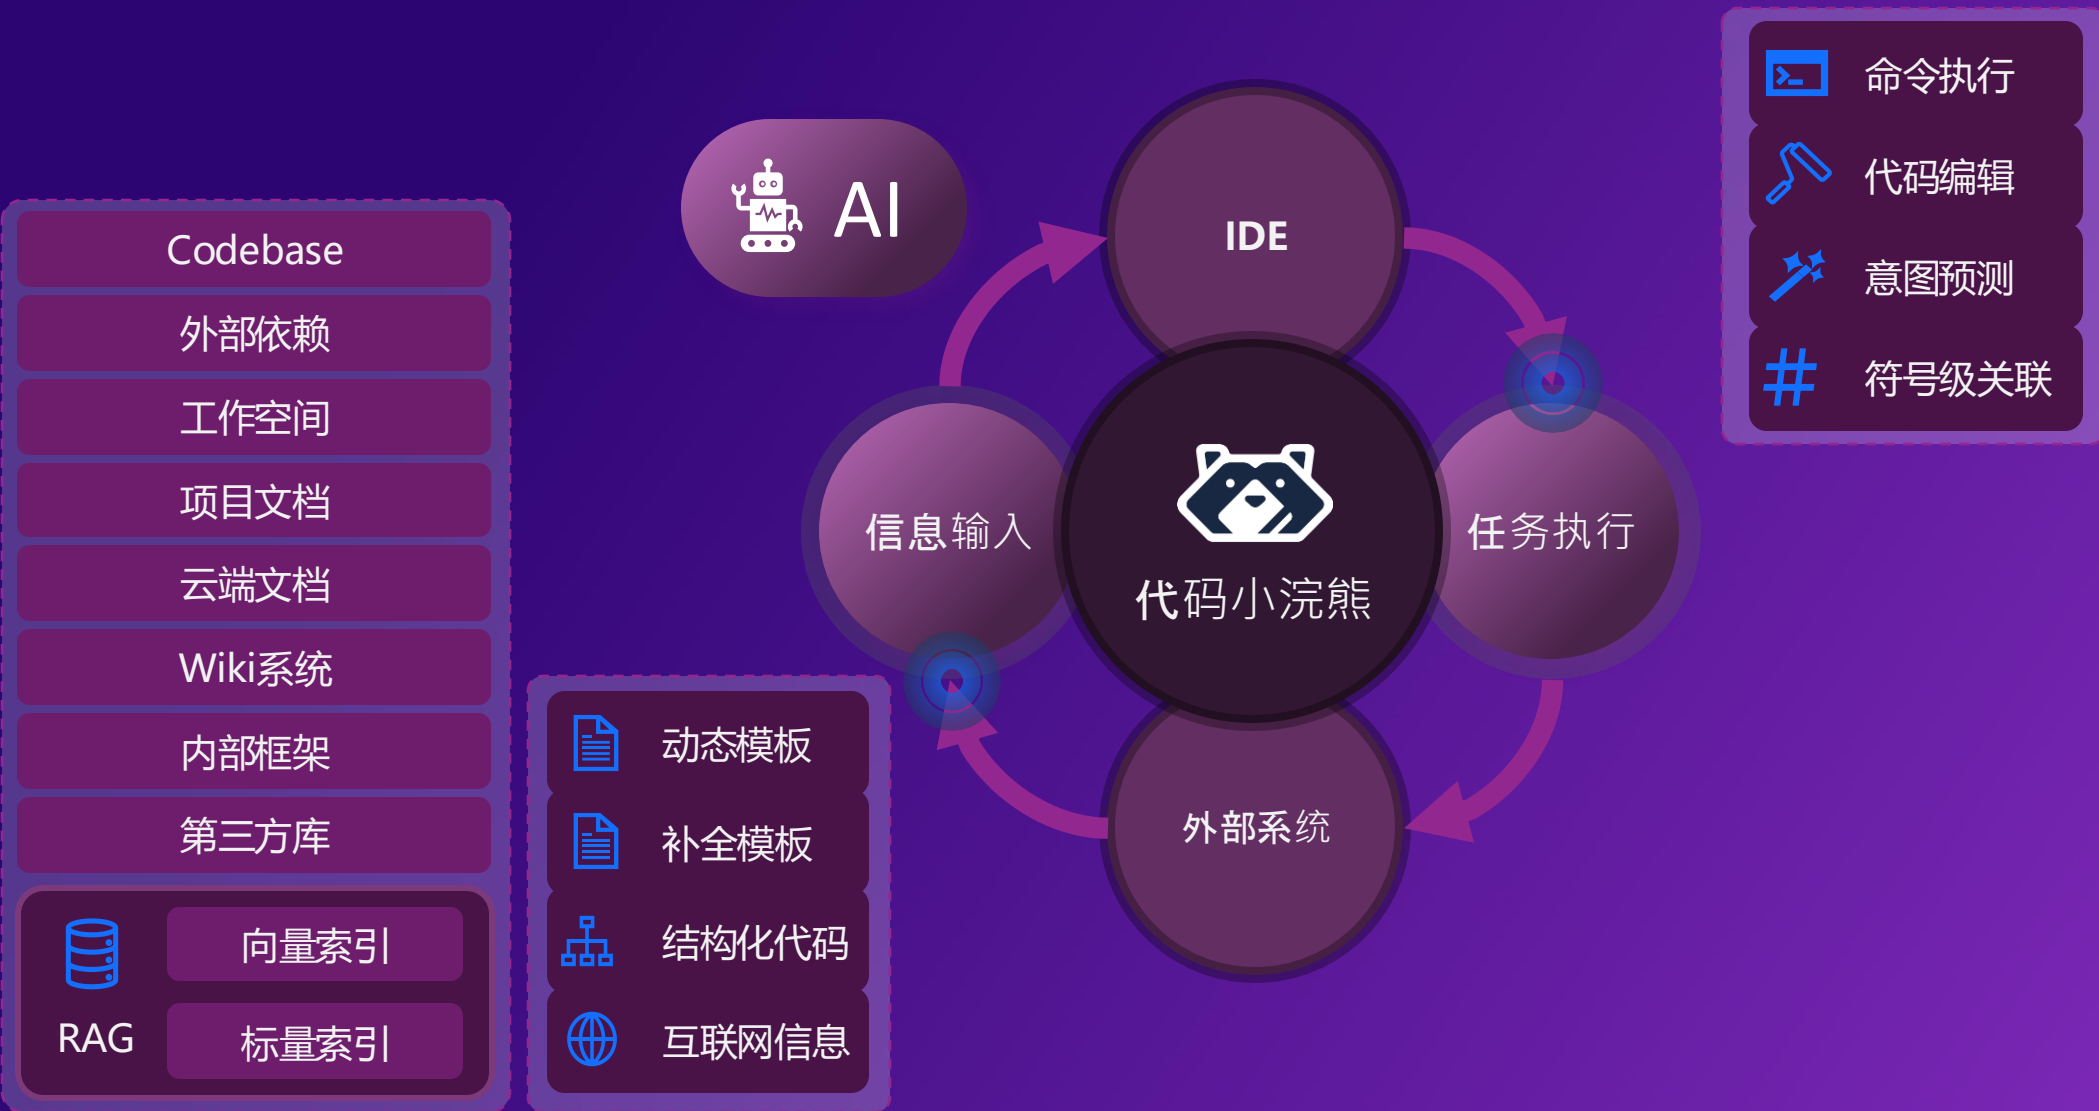 Codebase
外部依赖
工作空间
项目文档
云端文档
Wiki系统
内部框架
第三方库
RAG
向量索引
标量索引
动态模板
补全模板
结构化代码
互联网信息
AI
IDE
信息输入
代码小浣熊
任务执行
外部系统
命令执行
代码编辑
意图预测
符号级关联